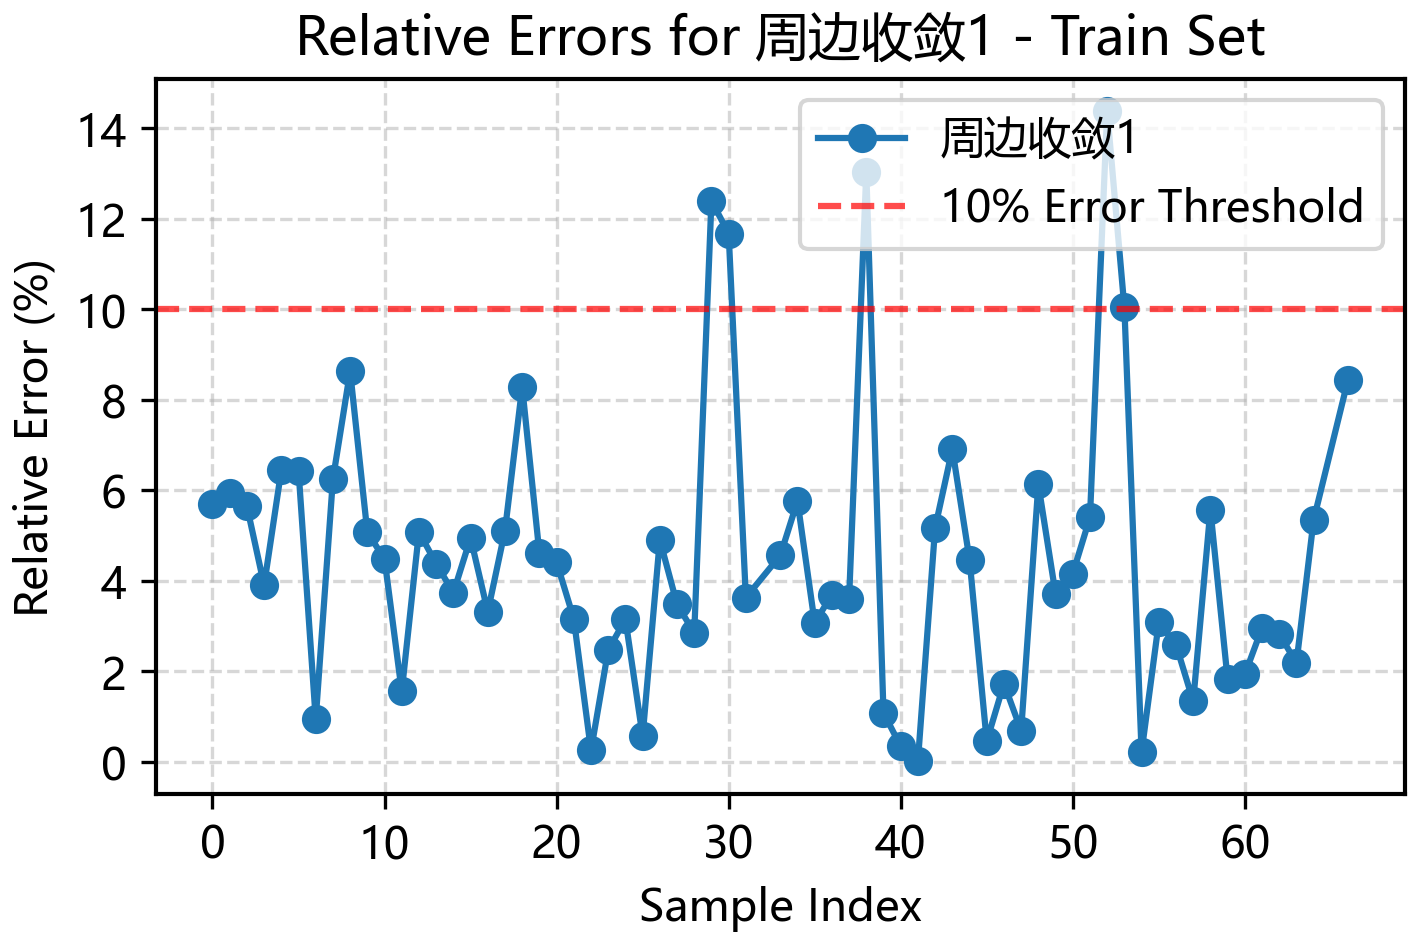 Relative Errors for 周边收敛1 - Train Set
周边收敛1
10% Error Threshold
Relative Error (%)
14
12
10
8
6
4
2
0
0 10 20 30 40 50 60
Sample Index